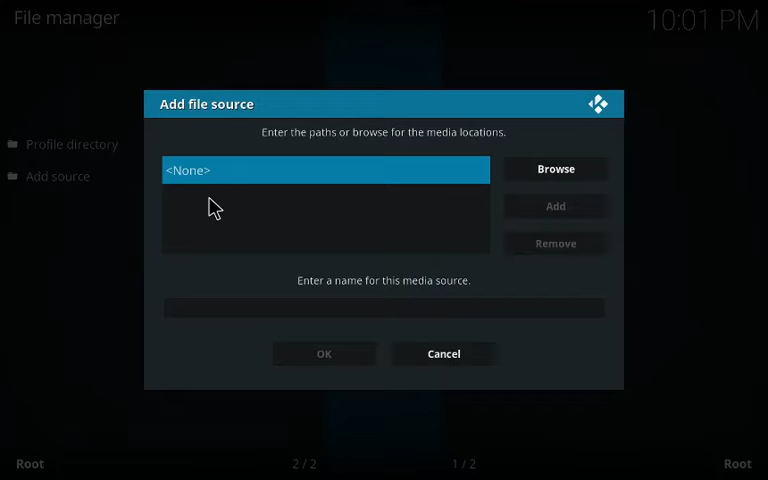 File manager
10:01 PM
Add file source
Enter the paths or browse for the media locations.
<None>
Browse
Profile directory
Add source
Add
Remove
Enter a name for this media source.
OK
Cancel
Root
2 / 2
1 / 2
Root